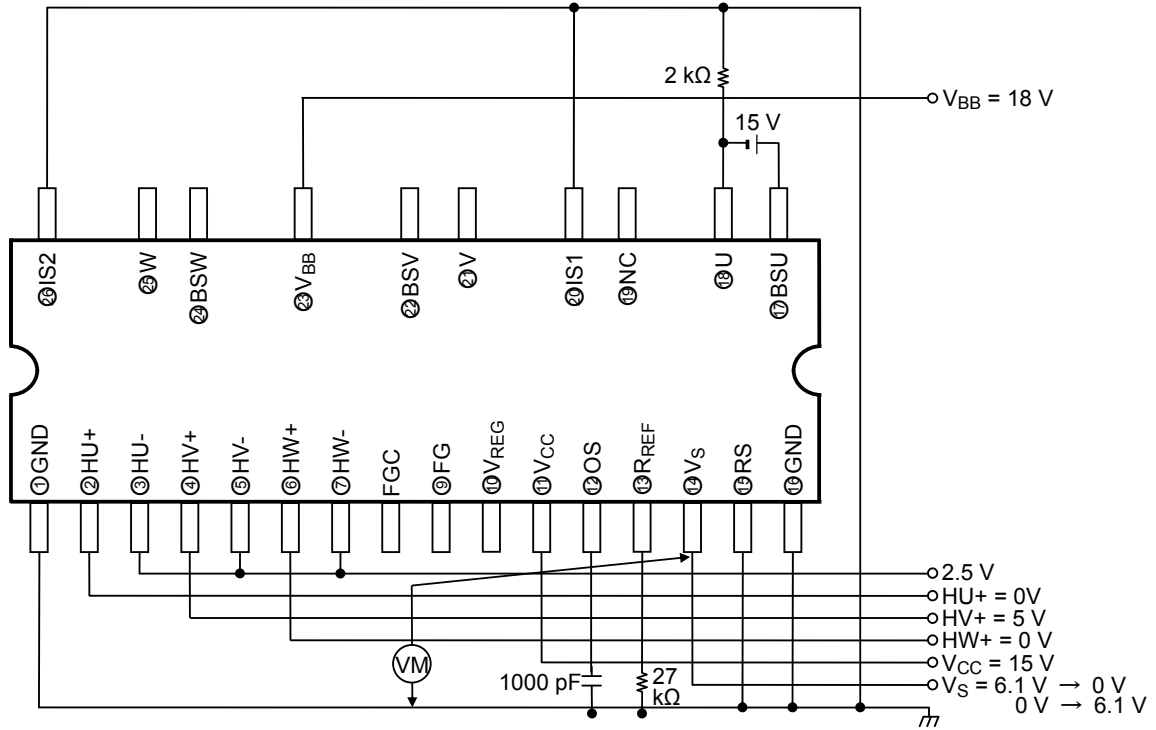 2 kΩ
V_BB = 18 V
15 V
㉖IS2
㉕W
㉔BSW
㉓V_BB
㉒BSV
㉑V
⑳IS1
⑲NC
⑱U
⑰BSU
①GND
②HU+
③HU-
④HV+
⑤HV-
⑥HW+
⑦HW-
FGC
⑨FG
⑩V_REG
⑪V_CC
⑫OS
⑬R_REF
⑭V_S
⑮RS
⑯GND
2.5 V
HU+ = 0V
HV+ = 5 V
HW+ = 0 V
VM
V_CC = 15 V
1000 pF
27
kΩ
V_S = 6.1 V → 0 V
0 V → 6.1 V